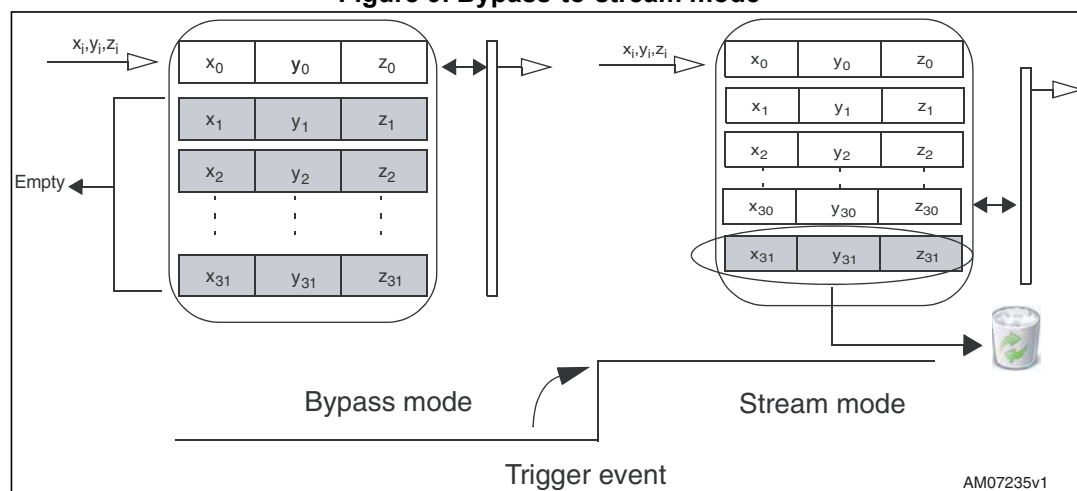 Figure 9. Bypass-to-stream mode
xi,yi,zi
x0 y0 z0
x1 y1 z1
x2 y2 z2
x31 y31 z31
Empty
xi,yi,zi
x0 y0 z0
x1 y1 z1
x2 y2 z2
x30 y30 z30
x31 y31 z31
Bypass mode
Stream mode
Trigger event
AM07235v1